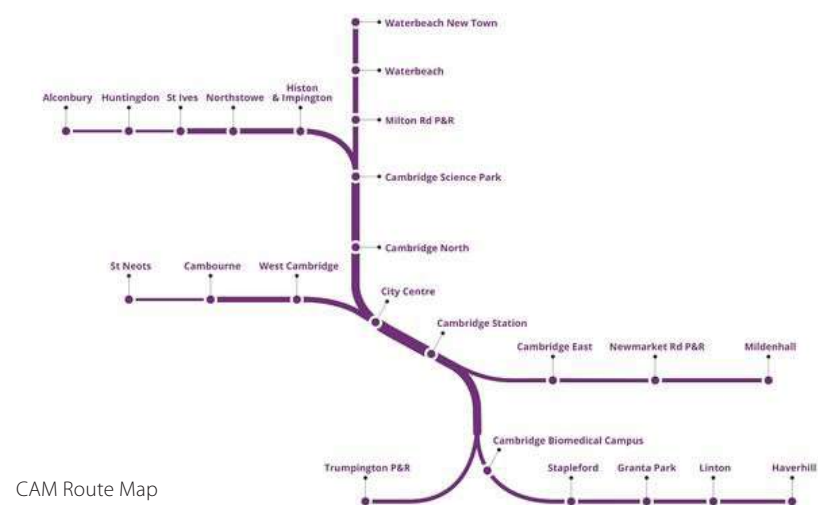 Waterbeach New Town
Waterbeach
Histon
Alconbury Huntingdon St Ives Northstowe & Impington
Milton Rd P&R
Cambridge Science Park
Cambridge North
St Neots Cambourne West Cambridge
City Centre
Cambridge Station
Cambridge East Newmarket Rd P&R Mildenhall
Cambridge Biomedical Campus
Trumpington P&R Stapleford Granta Park Linton Haverhill
CAM Route Map